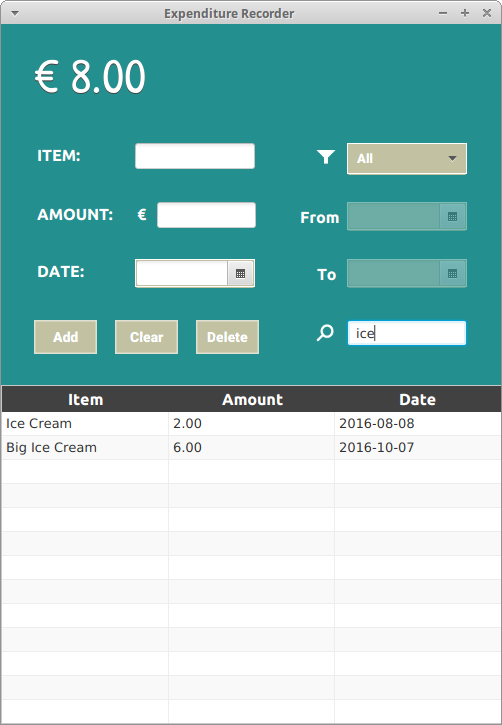 Expenditure Recorder
€ 8.00
ITEM:
All
AMOUNT: €
From
DATE:
To
Add Clear Delete
ice
Item Amount Date
Ice Cream 2.00 2016-08-08
Big Ice Cream 6.00 2016-10-07